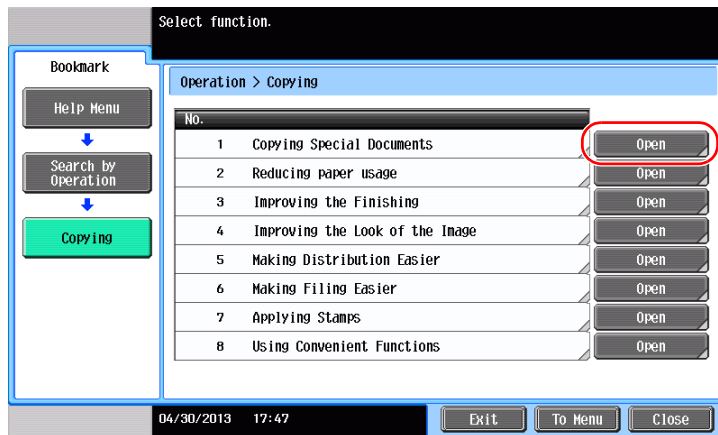 Select function.
Bookmark
Operation > Copying
Help Menu
No.
1 Copying Special Documents Open
Search by
Operation
2 Reducing paper usage Open
3 Improving the Finishing Open
Copying
4 Improving the Look of the Image Open
5 Making Distribution Easier Open
6 Making Filing Easier Open
7 Applying Stamps Open
8 Using Convenient Functions Open
04/30/2013 17:47 Exit To Menu Close